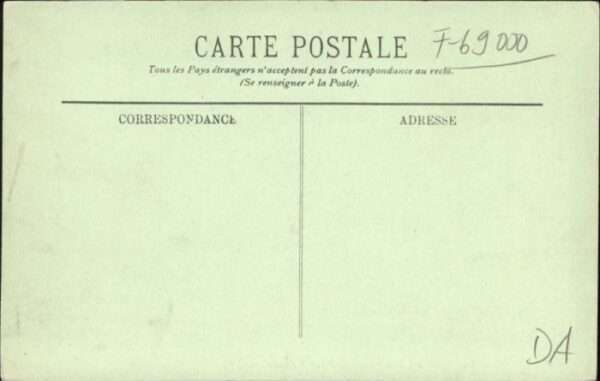 CARTE POSTALE F-69000
Tous les Pays étrangers n'acceptent pas la Correspondance au recto.
(Se renseigner à la Poste).
CORRESPONDANCE
ADRESSE
DA